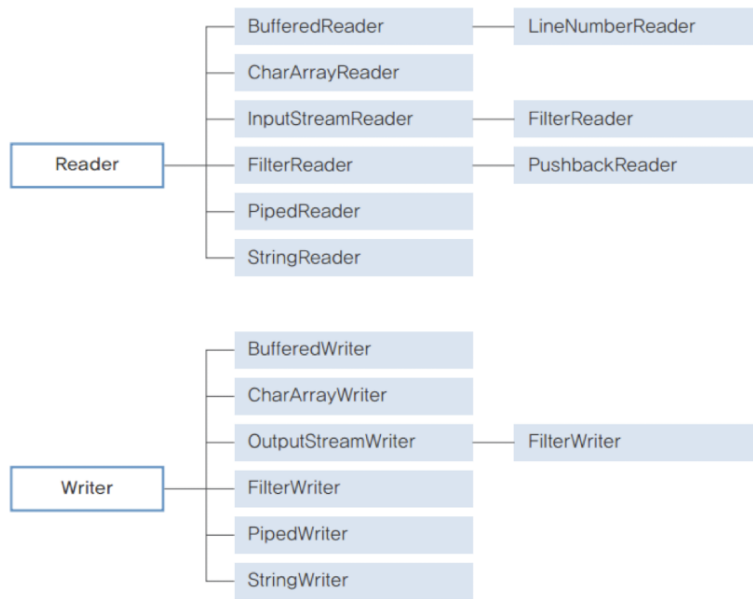 BufferedReader LineNumberReader
CharArrayReader
InputStreamReader FilterReader
Reader FilterReader PushbackReader
PipedReader
StringReader
BufferedWriter
CharArrayWriter
OutputStreamWriter FilterWriter
Writer FilterWriter
PipedWriter
StringWriter